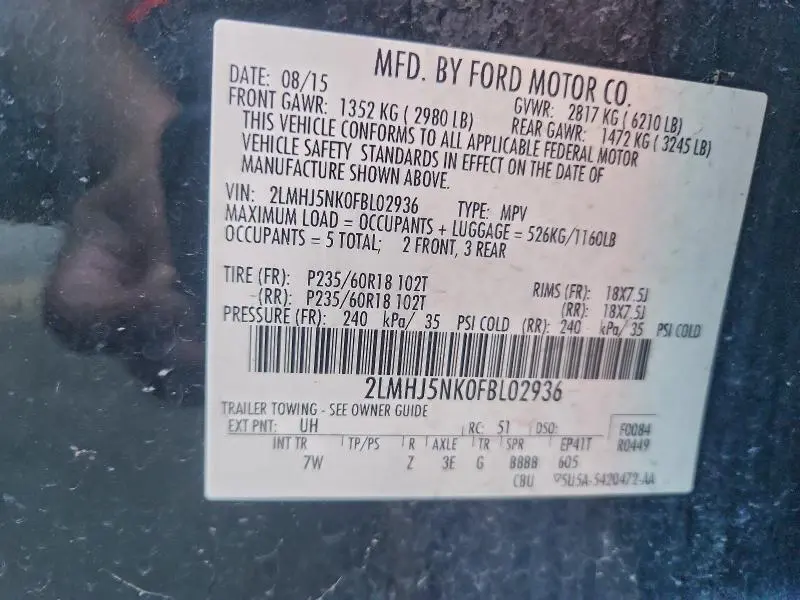 MFD. BY FORD MOTOR CO.
DATE: 08/15 GVWR: 2817 KG ( 6210 LB)
FRONT GAWR: 1352 KG ( 2980 LB) REAR GAWR: 1472 KG ( 3245 LB)
THIS VEHICLE CONFORMS TO ALL APPLICABLE FEDERAL MOTOR
VEHICLE SAFETY STANDARDS IN EFFECT ON THE DATE OF
MANUFACTURE SHOWN ABOVE.
VIN: 2LMHJ5NK0FBL02936 TYPE: MPV
MAXIMUM LOAD = OCCUPANTS + LUGGAGE = 526KG/1160LB
OCCUPANTS = 5 TOTAL; 2 FRONT, 3 REAR
TIRE (FR): P235/60R18 102T RIMS (FR): 18X7.5J
(RR): P235/60R18 102T (RR): 18X7.5J
PRESSURE (FR): 240 kPa/ 35 PSI COLD (RR): 240 kPa/ 35 PSI COLD
2LMHJ5NK0FBL02936
TRAILER TOWING - SEE OWNER GUIDE
EXT PNT: UH RC: 51 DSO: F0084
INT TR TP/PS R AXLE TR SPR EP41T R0449
7W Z 3E G BBBB 605
CBU